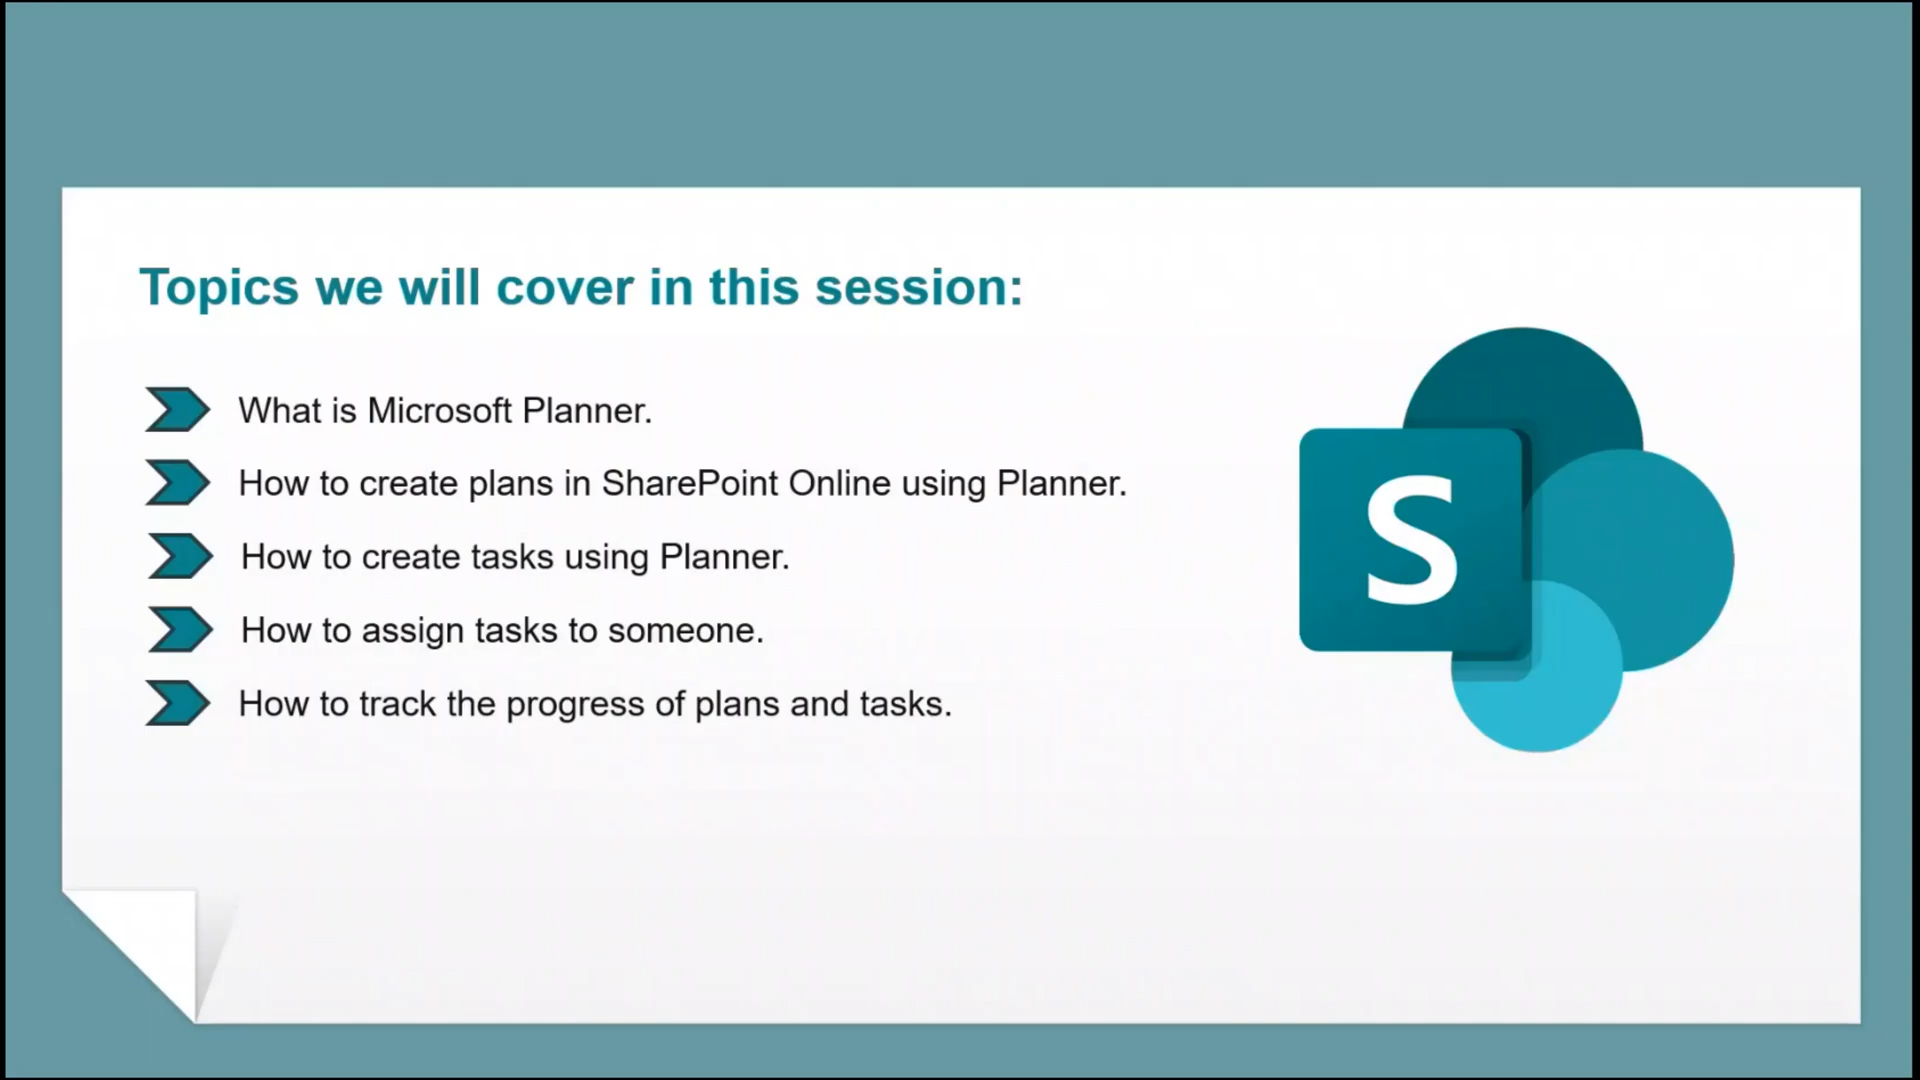 Topics we will cover in this session:
What is Microsoft Planner.
How to create plans in SharePoint Online using Planner.
How to create tasks using Planner.
How to assign tasks to someone.
How to track the progress of plans and tasks.
S